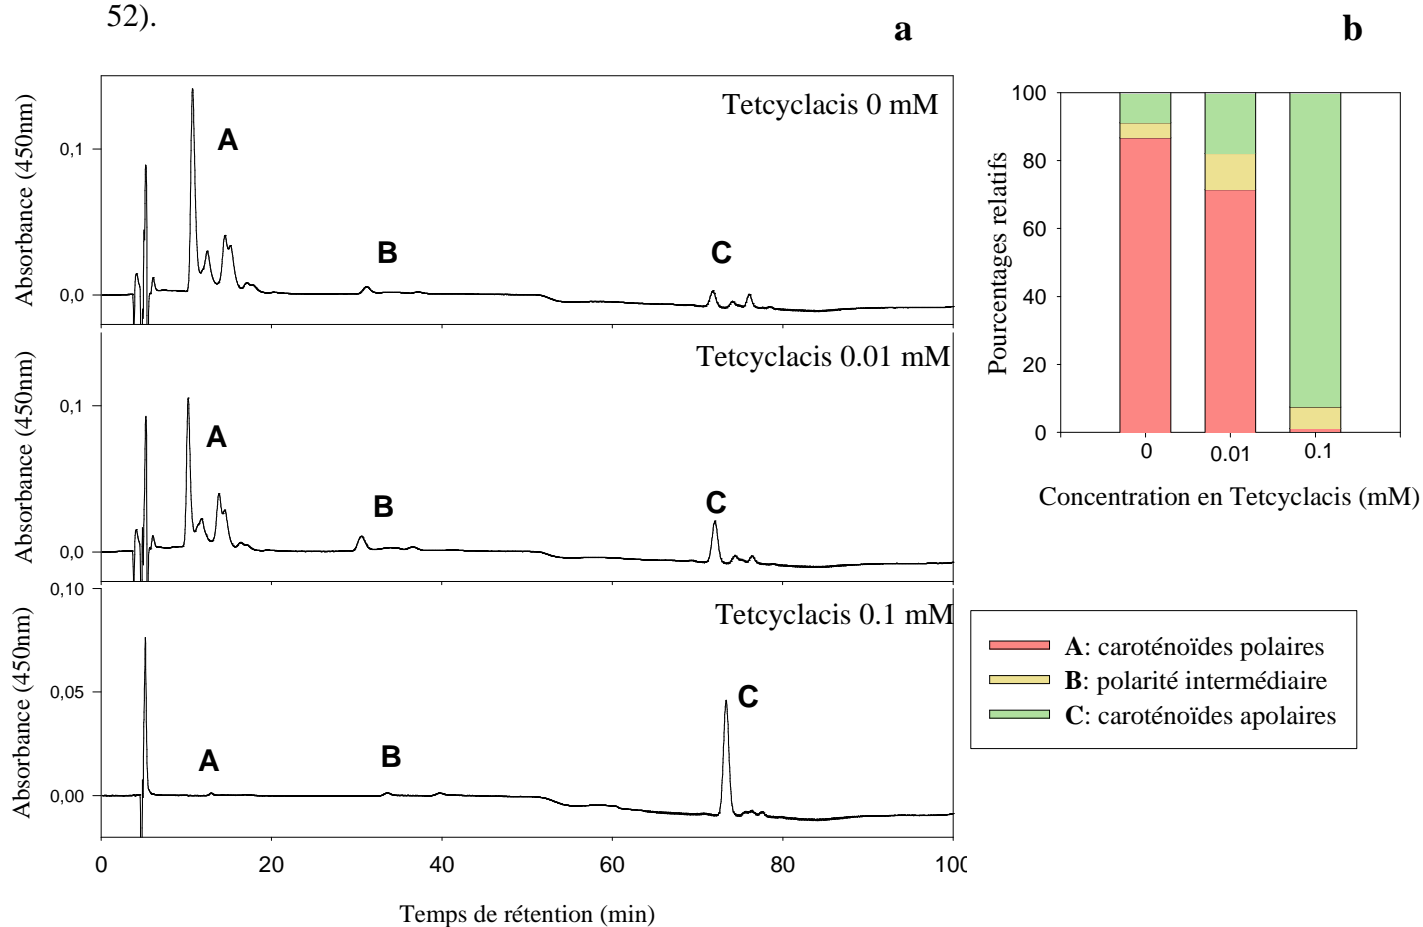 52).
a
b
Tetcyclacis 0 mM
Absorbance (450nm)
0,1
0,0
A
B
C
Tetcyclacis 0.01 mM
Absorbance (450nm)
0,1
0,0
A
B
C
Tetcyclacis 0.1 mM
Absorbance (450nm)
0,10
0,05
0,00
A
B
C
0 20 40 60 80 100
Temps de rétention (min)
Pourcentages relatifs
100
80
60
40
20
0
0 0.01 0.1
Concentration en Tetcyclacis (mM)
A: caroténoïdes polaires
B: polarité intermédiaire
C: caroténoïdes apolaires